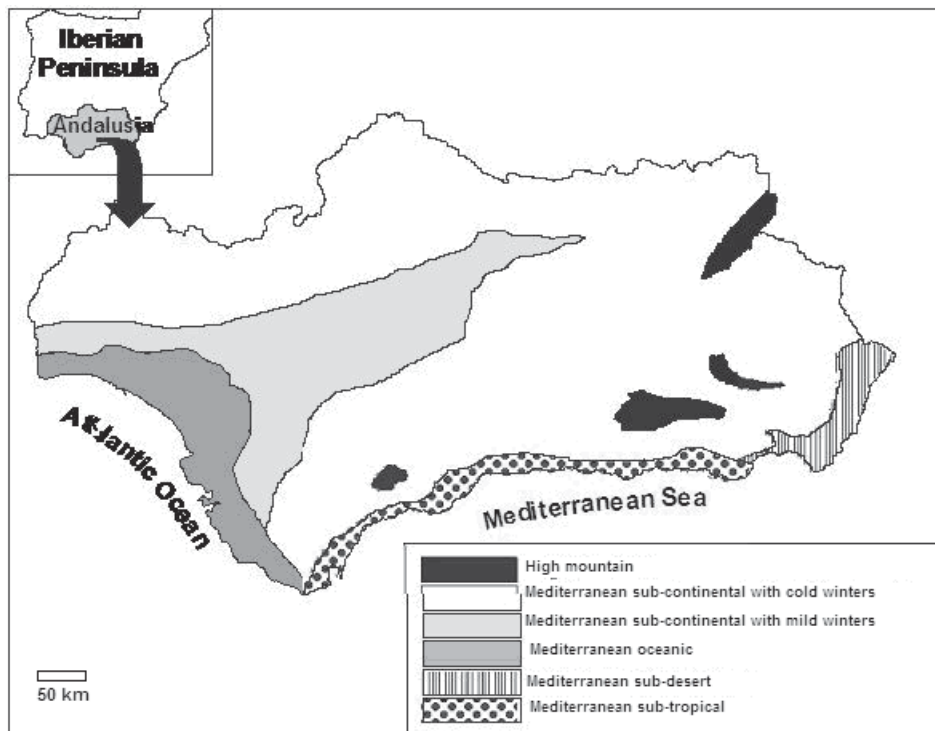 Iberian
Peninsula
Andalusia
Atlantic Ocean
Mediterranean Sea
High mountain
Mediterranean sub-continental with cold winters
Mediterranean sub-continental with mild winters
Mediterranean oceanic
Mediterranean sub-desert
Mediterranean sub-tropical
50 km